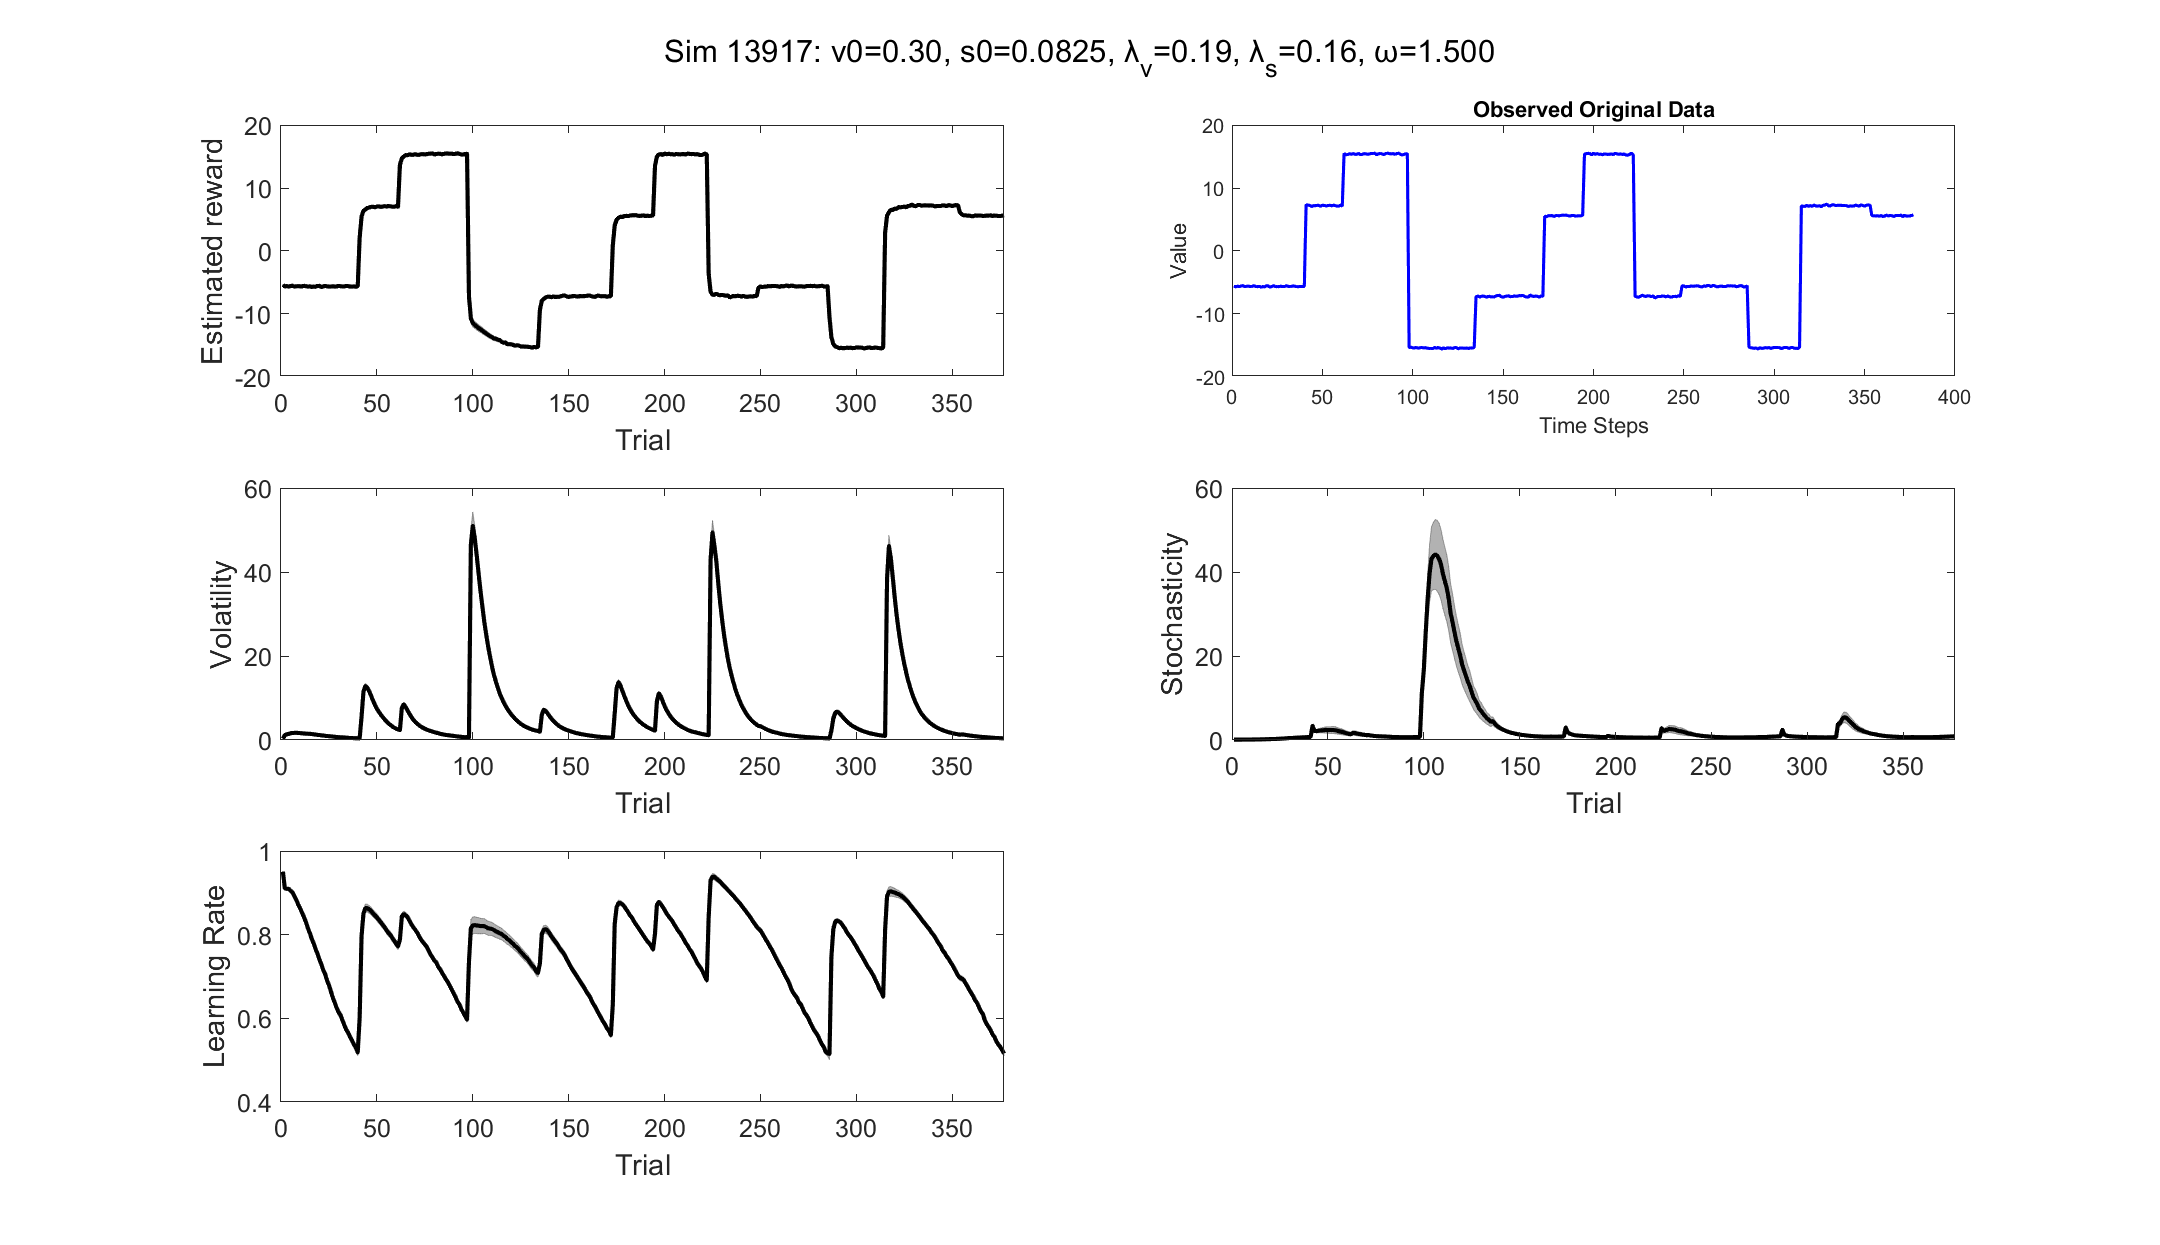 Sim 13917: v0=0.30, s0=0.0825, λv=0.19, λs=0.16, ω=1.500
Estimated reward
20
10
0
-10
-20
0 50 100 150 200 250 300 350
Trial
Observed Original Data
Value
20
10
0
-10
-20
0 50 100 150 200 250 300 350 400
Time Steps
Volatility
60
40
20
0
0 50 100 150 200 250 300 350
Trial
Stochasticity
60
40
20
0
0 50 100 150 200 250 300 350
Trial
Learning Rate
1
0.8
0.6
0.4
0 50 100 150 200 250 300 350
Trial